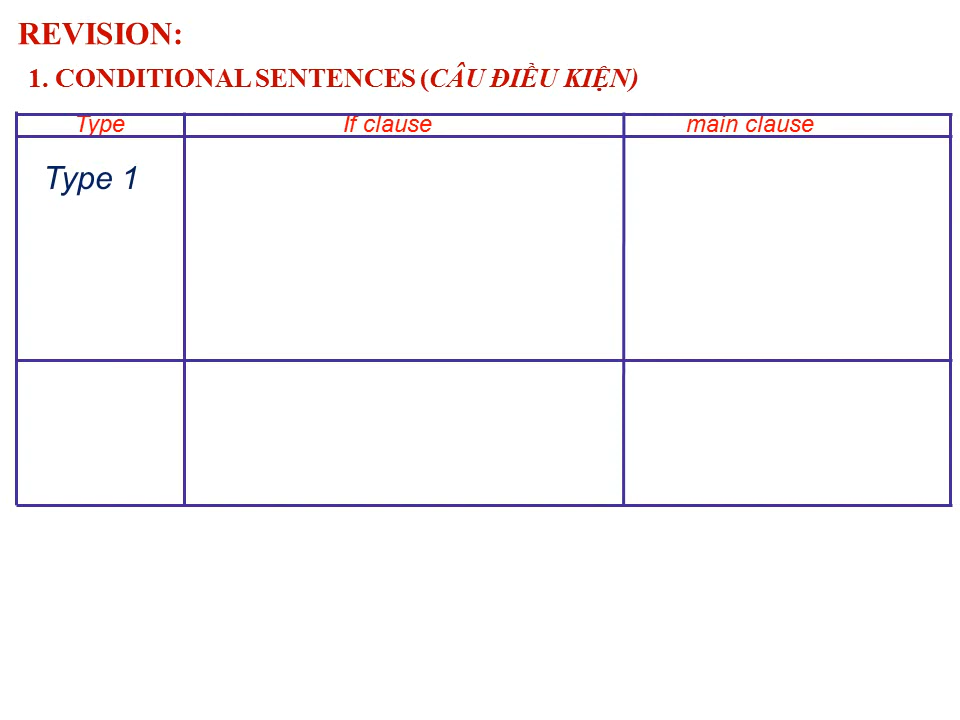 REVISION:
1. CONDITIONAL SENTENCES (CÂU ĐIỀU KIỆN)
Type If clause main clause
Type 1